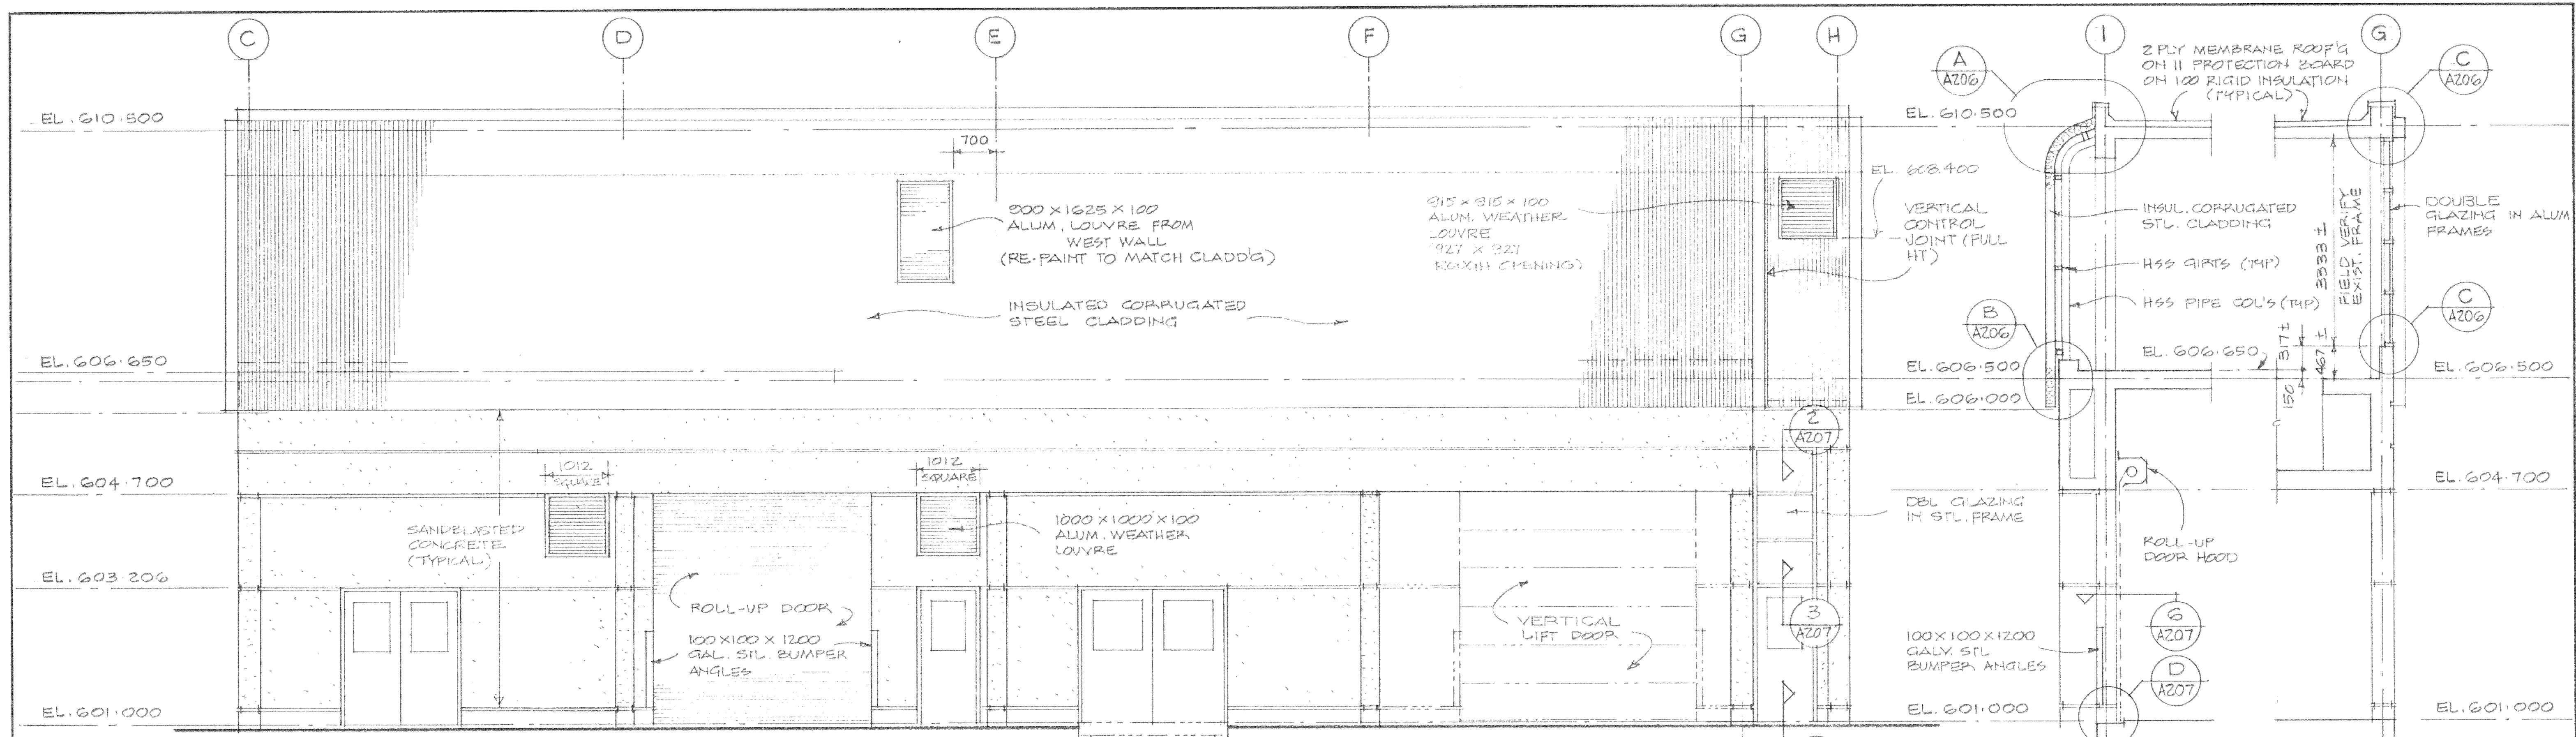 C
D
E
F
G
H
I
G
A
A206
2 PLY MEMBRANE ROOF'G
ON 11 PROTECTION BOARD
ON 100 RIGID INSULATION
(TYPICAL)
C
A206
EL. 610.500
EL. 610.500
700
EL. 608.400
900 X 1625 X 100
ALUM. LOUVRE FROM
WEST WALL
(RE-PAINT TO MATCH CLADD'G)
915 X 915 X 100
ALUM. WEATHER
LOUVRE
927 X 927
ROUGH OPENING)
VERTICAL
CONTROL
JOINT (FULL
HT)
INSUL. CORRUGATED
STL. CLADDING
3333 ±
FIELD VERIFY
EXIST. FRAME
DOUBLE
GLAZING IN ALUM
FRAMES
HSS GIRTS (TYP)
HSS PIPE COL'S (TYP)
INSULATED CORRUGATED
STEEL CLADDING
B
A206
C
A206
EL. 606.650
EL. 606.500
EL. 606.650
317 ±
467 ±
150
EL. 606.500
EL. 606.000
2
A207
EL. 604.700
1012
SQUARE
1012
SQUARE
EL. 604.700
SANDBLASTED
CONCRETE
(TYPICAL)
1000 X 1000 X 100
ALUM. WEATHER
LOUVRE
DBL GLAZING
IN STL. FRAME
ROLL-UP
DOOR HOOD
EL. 603.206
ROLL-UP DOOR
100 X 100 X 1200
GAL. STL. BUMPER
ANGLES
VERTICAL
LIFT DOOR
3
A207
100 X 100 X 1200
GALV. STL
BUMPER ANGLES
6
A207
D
A207
EL. 601.000
EL. 601.000
EL. 601.000